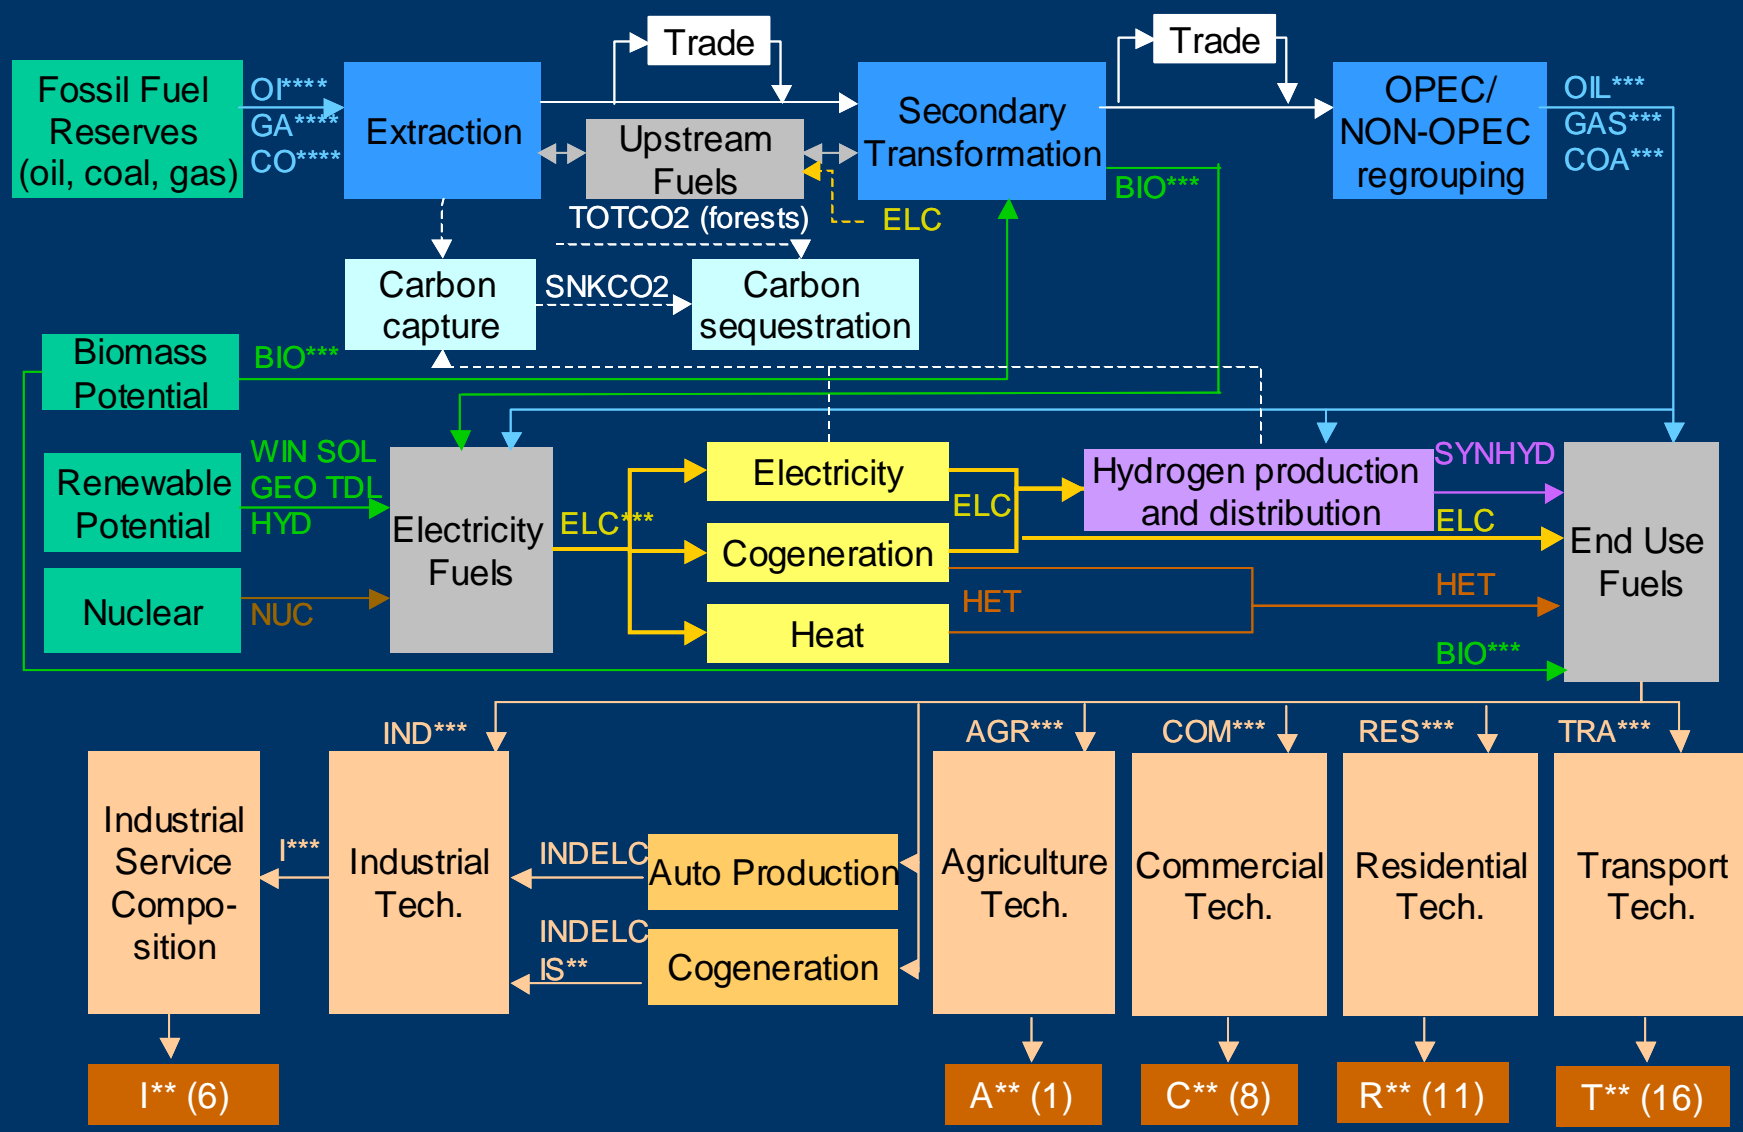 Trade
Trade
Fossil Fuel
Reserves
(oil, coal, gas)
OI****
GA****
CO****
Extraction
Upstream
Fuels
Secondary
Transformation
OPEC/
NON-OPEC
regrouping
OIL***
GAS***
COA***
BIO***
TOTCO2 (forests)
ELC
Carbon
capture
SNKCO2
Carbon
sequestration
Biomass
Potential
BIO***
Renewable
Potential
WIN SOL
GEO TDL
HYD
Nuclear
NUC
Electricity
Fuels
ELC***
Electricity
Cogeneration
Heat
ELC
HET
Hydrogen production
and distribution
SYNHYD
ELC
HET
BIO***
End Use
Fuels
IND***
AGR***
COM***
RES***
TRA***
Industrial
Service
Compo-
sition
I***
Industrial
Tech.
INDELC
Auto Production
INDELC
IS**
Cogeneration
Agriculture
Tech.
Commercial
Tech.
Residential
Tech.
Transport
Tech.
I** (6)
A** (1)
C** (8)
R** (11)
T** (16)